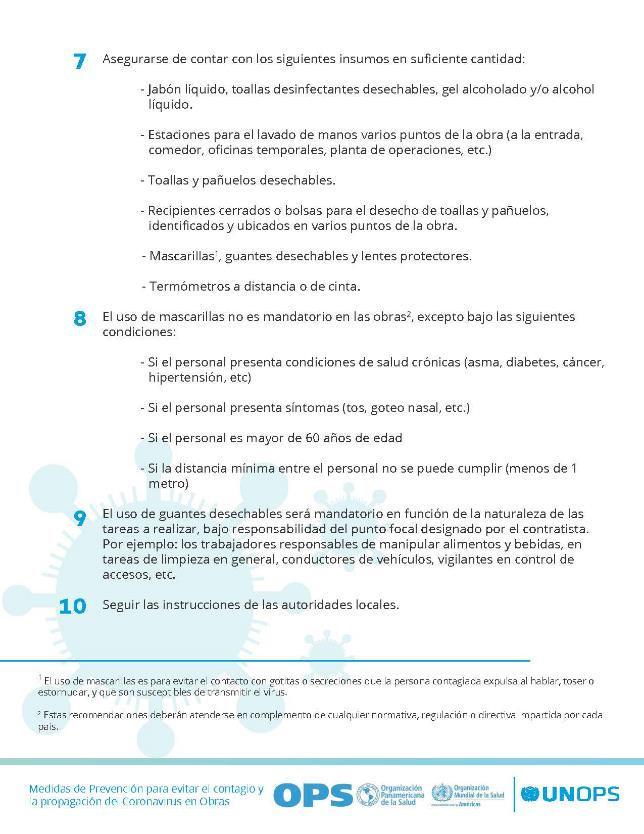 7 Asegurarse de contar con los siguientes insumos en suficiente cantidad:
- Jabón líquido, toallas desinfectantes desechables, gel alcoholado y/o alcohol
líquido.
- Estaciones para el lavado de manos varios puntos de la obra (a la entrada,
comedor, oficinas temporales, planta de operaciones, etc.)
- Toallas y pañuelos desechables.
- Recipientes cerrados o bolsas para el desecho de toallas y pañuelos,
identificados y ubicados en varios puntos de la obra.
- Mascarillas¹, guantes desechables y lentes protectores.
- Termómetros a distancia o de cinta.
8 El uso de mascarillas no es mandatorio en las obras², excepto bajo las siguientes
condiciones:
- Si el personal presenta condiciones de salud crónicas (asma, diabetes, cáncer,
hipertensión, etc)
- Si el personal presenta síntomas (tos, goteo nasal, etc.)
- Si el personal es mayor de 60 años de edad
- Si la distancia mínima entre el personal no se puede cumplir (menos de 1
metro)
9 El uso de guantes desechables será mandatorio en función de la naturaleza de las
tareas a realizar, bajo responsabilidad del punto focal designado por el contratista.
Por ejemplo: los trabajadores responsables de manipular alimentos y bebidas, en
tareas de limpieza en general, conductores de vehículos, vigilantes en control de
accesos, etc.
10 Seguir las instrucciones de las autoridades locales.
¹ El uso de mascarillas es para evitar el contacto con gotitas o secreciones que la persona contagiada expulsa al hablar, toser o
estornudar, y que son susceptibles de transmitir el virus.
² Estas recomendaciones deberán atenderse en complemento de cualquier normativa, regulación o directiva impartida por cada
país.
Medidas de Prevención para evitar el contagio y
la propagación del Coronavirus en Obras
OPS
Organización
Panamericana
de la Salud
Organización
Mundial de la Salud
Américas
UNOPS